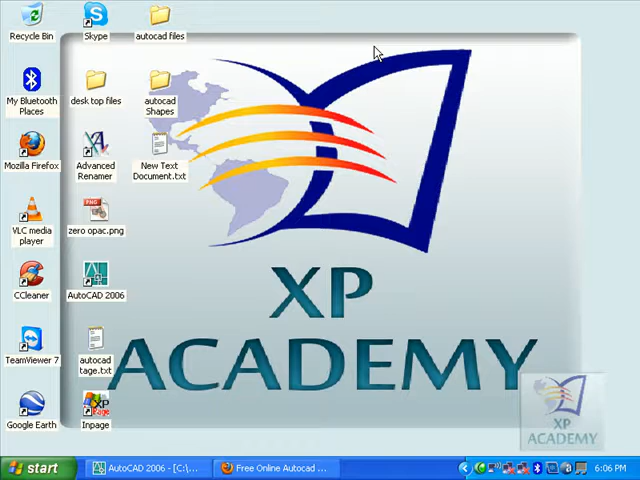 Recycle Bin
Skype
autocad files
My Bluetooth
Places
desk top files
autocad
Shapes
Mozilla Firefox
Advanced
Renamer
New Text
Document.txt
VLC media
player
PNG
zero opac.png
CCleaner
AutoCAD 2006
TeamViewer 7
autocad
tage.txt
Google Earth
Inpage
XP
ACADEMY
XP
ACADEMY
start
AutoCAD 2006 - [C:\...
Free Online Autocad ...
6:06 PM